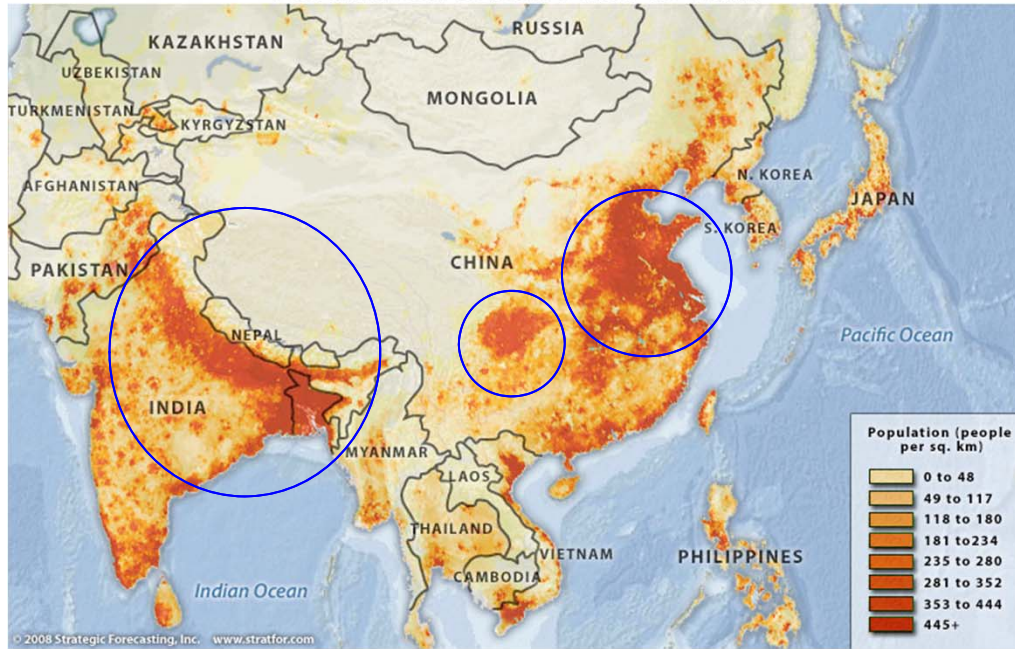 RUSSIA
KAZAKHSTAN
UZBEKISTAN
MONGOLIA
TURKMENISTAN
KYRGYZSTAN
N. KOREA
AFGHANISTAN
JAPAN
S. KOREA
CHINA
PAKISTAN
NEPAL
Pacific Ocean
INDIA
MYANMAR
LAOS
THAILAND
VIETNAM
PHILIPPINES
CAMBODIA
Indian Ocean
Population (people
per sq. km)
0 to 48
49 to 117
118 to 180
181 to234
235 to 280
281 to 352
353 to 444
445+
© 2008 Strategic Forecasting, Inc. www.stratfor.com